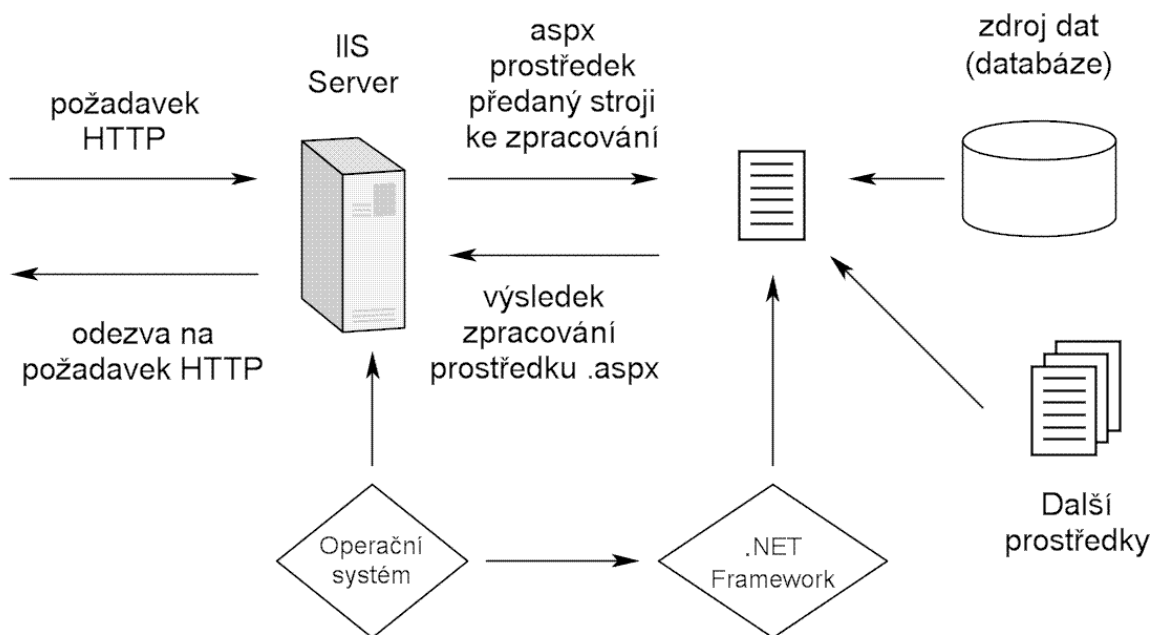 IIS
Server
aspx
prostředek
předaný stroji
ke zpracování
zdroj dat
(databáze)
požadavek
HTTP
odezva na
požadavek HTTP
výsledek
zpracování
prostředku .aspx
Další
prostředky
Operační
systém
.NET
Framework